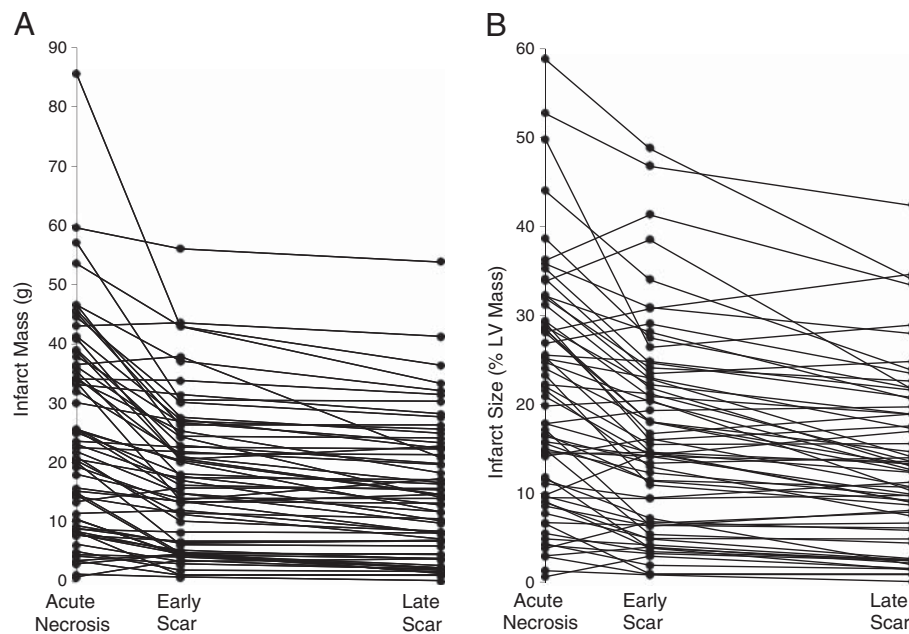 A
90
80
70
60
50
40
30
20
10
0
Infarct Mass (g)
Acute
Necrosis
Early
Scar
Late
Scar
B
60
50
40
30
20
10
0
Infarct Size (% LV Mass)
Acute
Necrosis
Early
Scar
Late
Scar